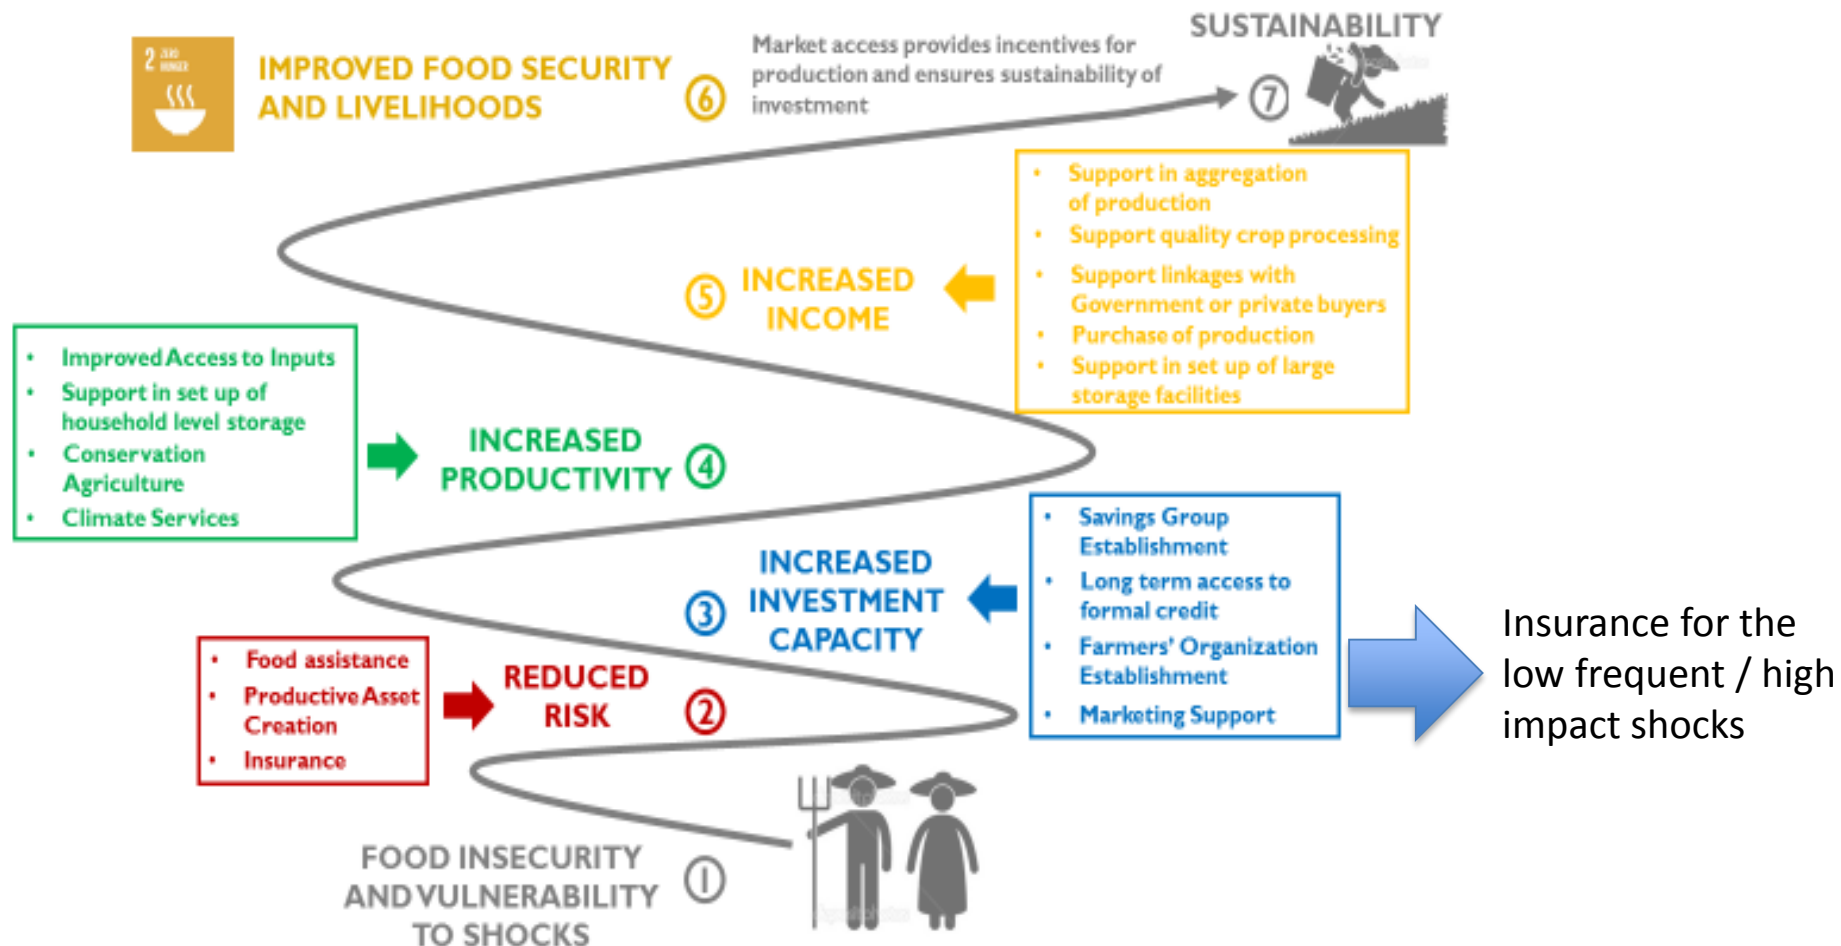 SUSTAINABILITY
2 ZERO
HUNGER
IMPROVED FOOD SECURITY
AND LIVELIHOODS
6
Market access provides incentives for
production and ensures sustainability of
investment
7
• Support in aggregation
of production
• Support quality crop processing
• Support linkages with
Government or private buyers
• Purchase of production
• Support in set up of large
storage facilities
5
INCREASED
INCOME
• Improved Access to Inputs
• Support in set up of
household level storage
• Conservation
Agriculture
• Climate Services
INCREASED
PRODUCTIVITY
4
• Savings Group
Establishment
• Long term access to
formal credit
• Farmers' Organization
Establishment
• Marketing Support
3
INCREASED
INVESTMENT
CAPACITY
Insurance for the
low frequent / high
impact shocks
• Food assistance
• Productive Asset
Creation
• Insurance
REDUCED
RISK
2
FOOD INSECURITY
AND VULNERABILITY
TO SHOCKS
1